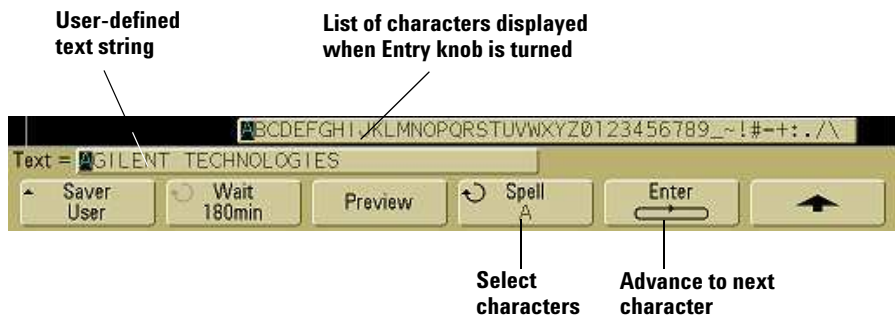 User-defined
text string
List of characters displayed
when Entry knob is turned
ABCDEFGHIJKLMNOPQRSTUVWXYZ0123456789_~!#-+:./\
Text = AGILENT TECHNOLOGIES
Saver
User
Wait
180min
Preview
Spell
A
Enter
Select
characters
Advance to next
character